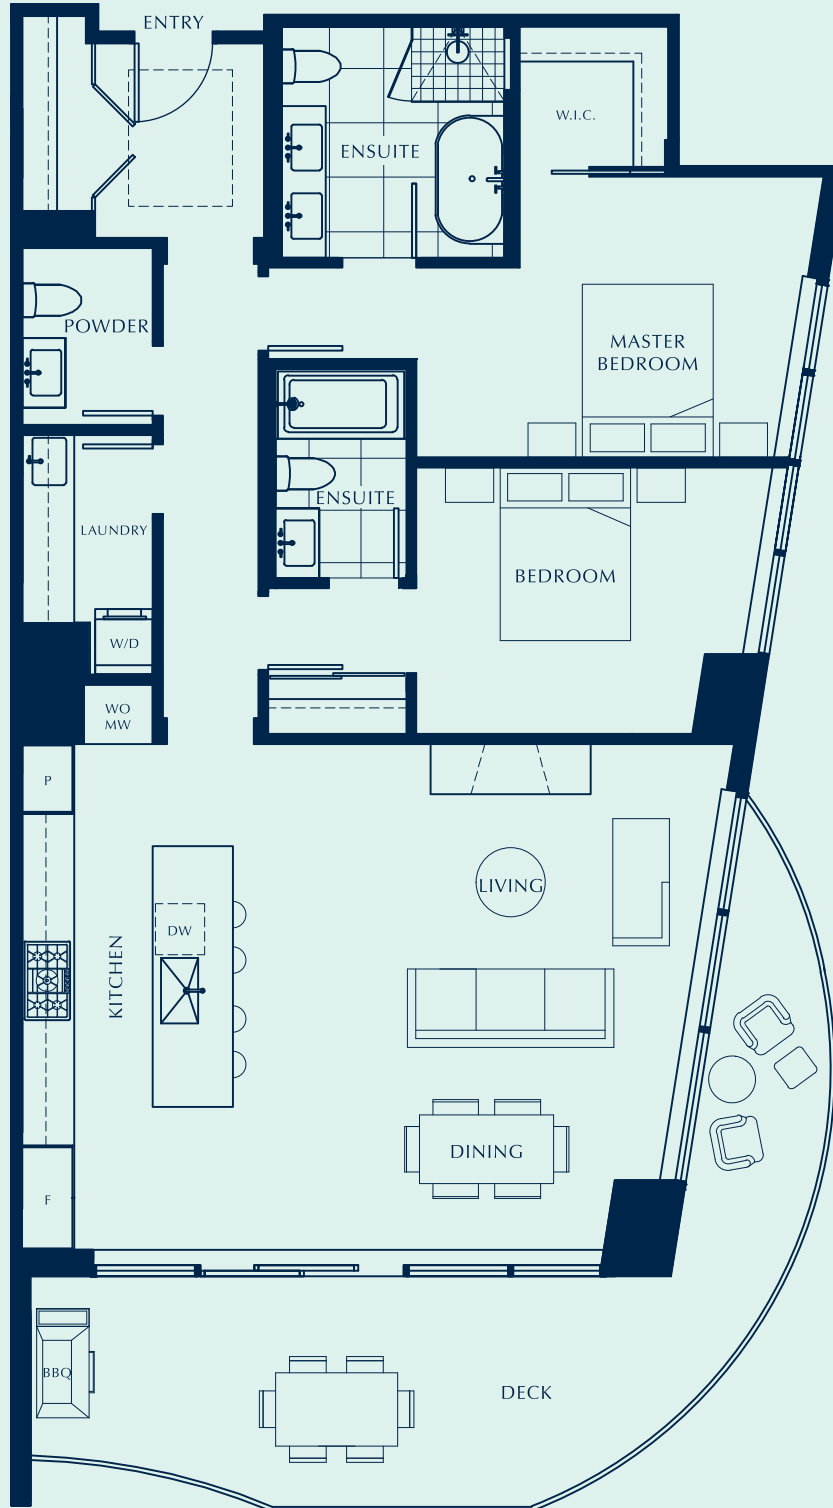 ENTRY
W.I.C.
ENSUITE
POWDER
MASTER
BEDROOM
ENSUITE
LAUNDRY
BEDROOM
W/D
WO
MW
P
LIVING
DW
KITCHEN
DINING
F
BBQ
DECK